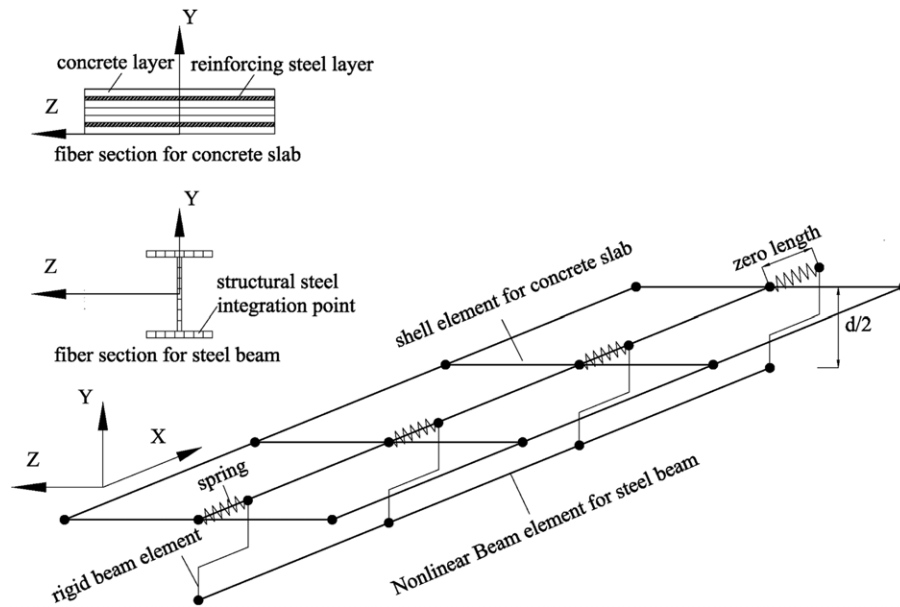 Y
concrete layer
reinforcing steel layer
Z
fiber section for concrete slab
Y
Z
structural steel
integration point
fiber section for steel beam
zero length
shell element for concrete slab
d/2
Y
X
Z
spring
rigid beam element
Nonlinear Beam element for steel beam